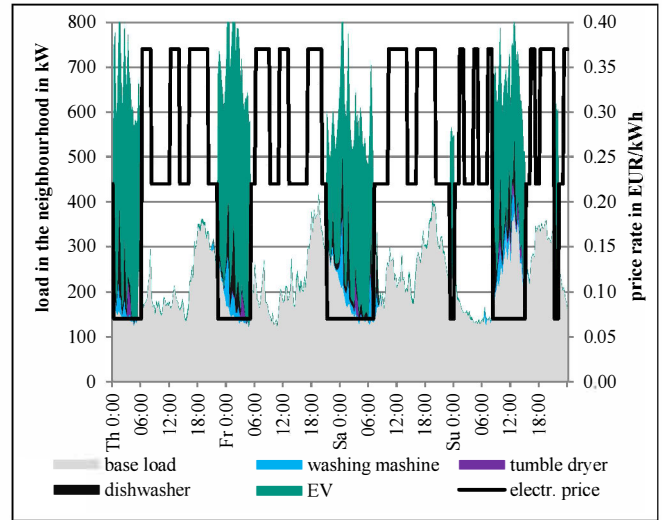 load in the neighbourhood in kW
800
700
600
500
400
300
200
100
0
0.40
0.35
0.30
0.25
0.20
0.15
0.10
0.05
0.00
price rate in EUR/kWh
Th 0:00
06:00
12:00
18:00
Fr 0:00
06:00
12:00
18:00
Sa 0:00
06:00
12:00
18:00
Su 0:00
06:00
12:00
18:00
base load
washing mashine
tumble dryer
dishwasher
EV
electr. price